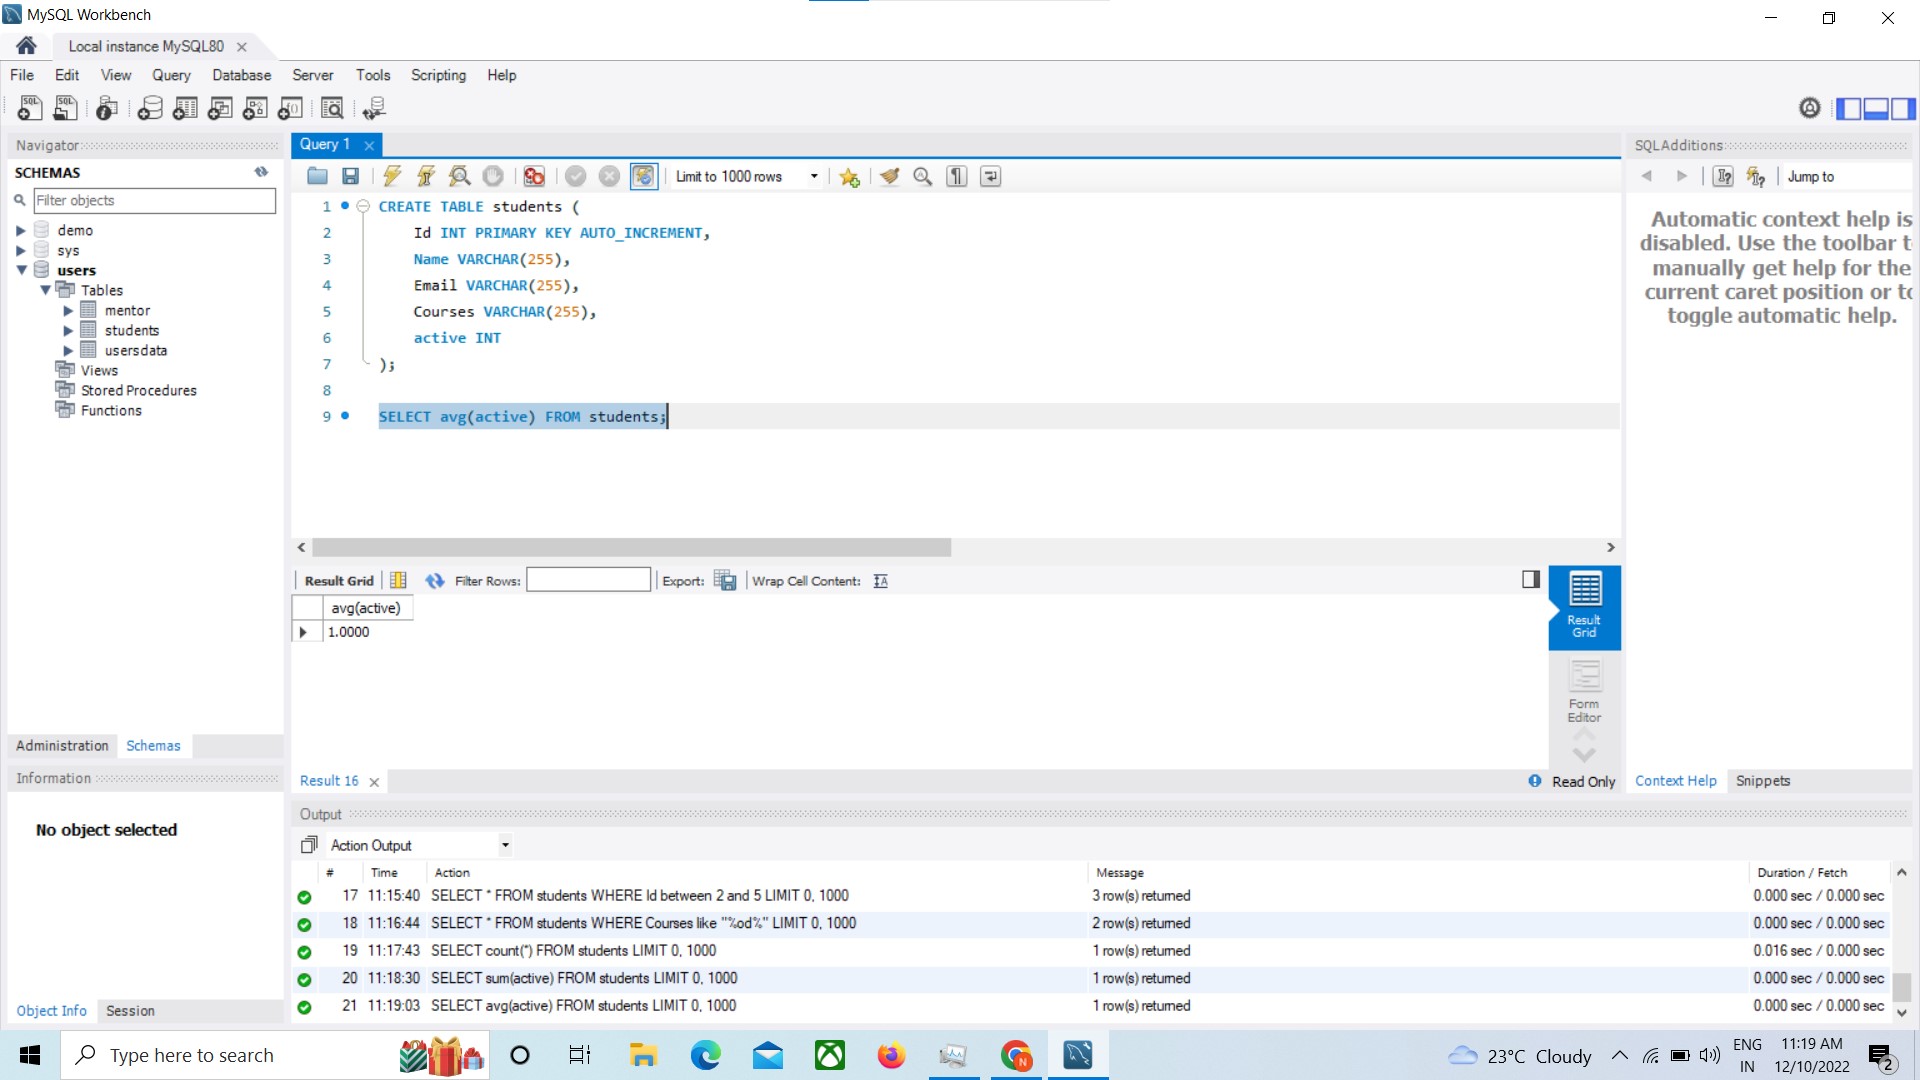 MySQL Workbench
Local instance MySQL80
File Edit View Query Database Server Tools Scripting Help
Navigator
SCHEMAS
Filter objects
demo
sys
users
Tables
mentor
students
usersdata
Views
Stored Procedures
Functions
Administration Schemas
Information
No object selected
Object Info Session
Query 1
Limit to 1000 rows
1 CREATE TABLE students (
2 Id INT PRIMARY KEY AUTO_INCREMENT,
3 Name VARCHAR(255),
4 Email VARCHAR(255),
5 Courses VARCHAR(255),
6 active INT
7 );
8
9 SELECT avg(active) FROM students;
Result Grid Filter Rows: Export: Wrap Cell Content:
avg(active)
1.0000
Result
Grid
Form
Editor
Result 16
Read Only
SQLAdditions
Jump to
Automatic context help is
disabled. Use the toolbar t
manually get help for the
current caret position or to
toggle automatic help.
Context Help Snippets
Output
Action Output
# Time Action Message Duration / Fetch
17 11:15:40 SELECT * FROM students WHERE Id between 2 and 5 LIMIT 0, 1000 3 row(s) returned 0.000 sec / 0.000 sec
18 11:16:44 SELECT * FROM students WHERE Courses like "%od%" LIMIT 0, 1000 2 row(s) returned 0.000 sec / 0.000 sec
19 11:17:43 SELECT count(*) FROM students LIMIT 0, 1000 1 row(s) returned 0.016 sec / 0.000 sec
20 11:18:30 SELECT sum(active) FROM students LIMIT 0, 1000 1 row(s) returned 0.000 sec / 0.000 sec
21 11:19:03 SELECT avg(active) FROM students LIMIT 0, 1000 1 row(s) returned 0.000 sec / 0.000 sec
Type here to search
23°C Cloudy
ENG
IN
11:19 AM
12/10/2022
2